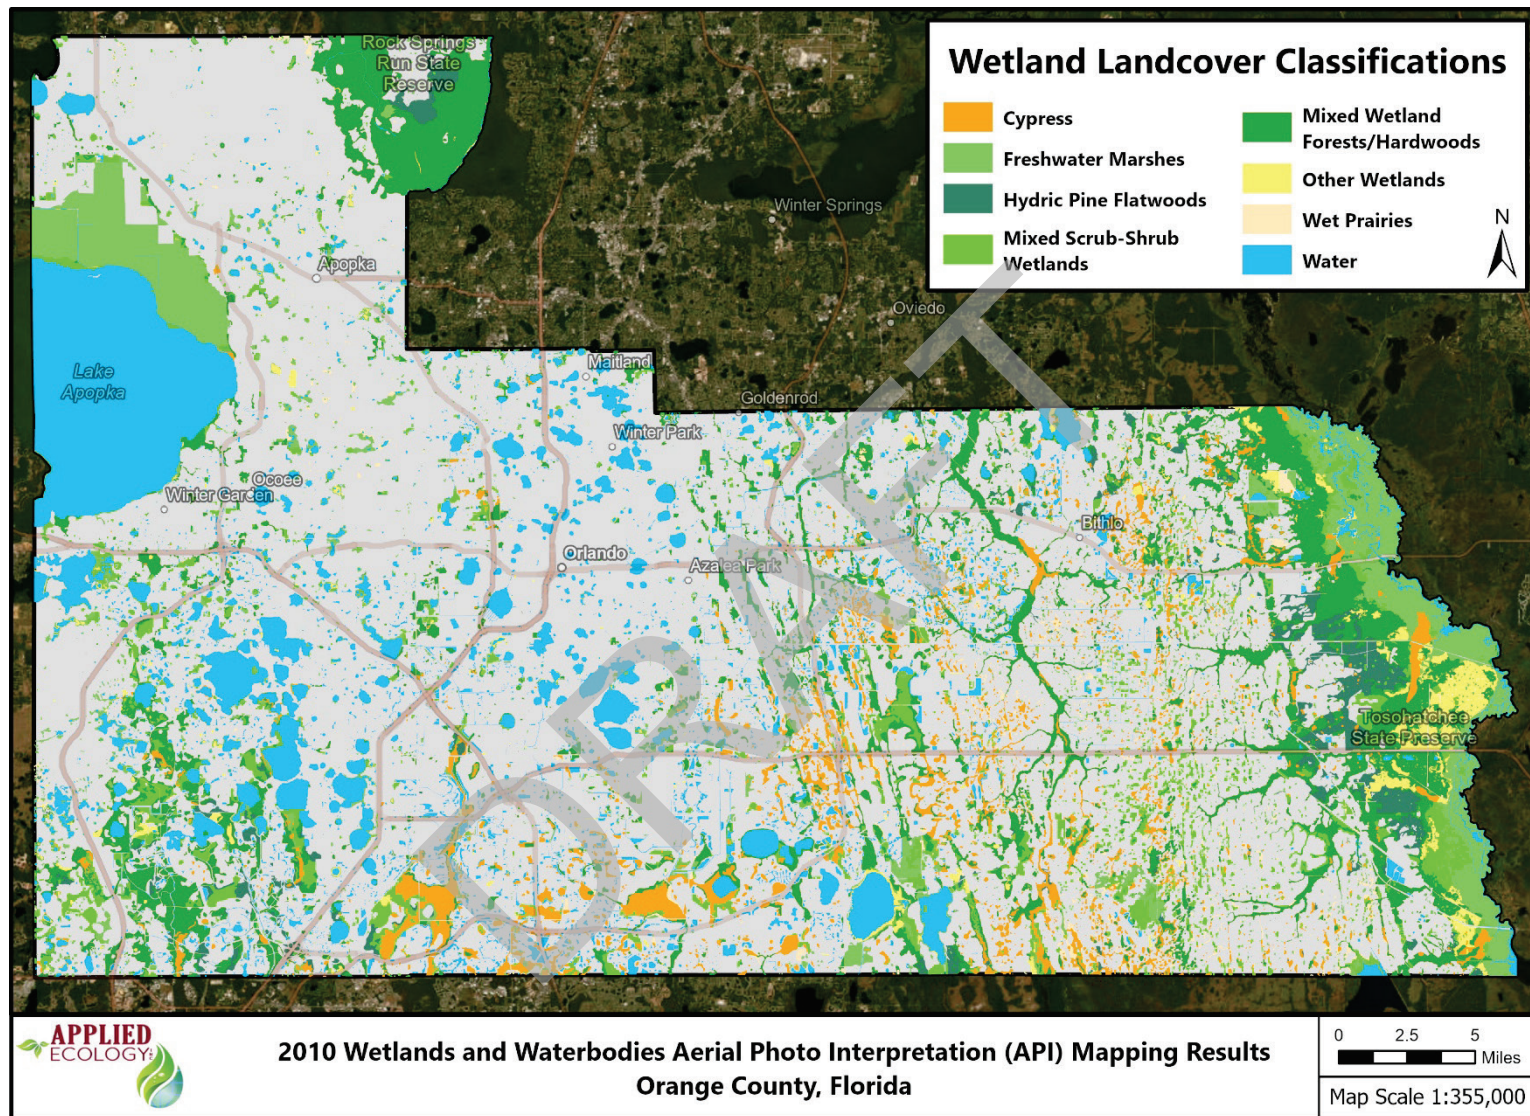 Rock Springs
Run State
Reserve
Wetland Landcover Classifications
Cypress
Freshwater Marshes
Hydric Pine Flatwoods
Mixed Scrub-Shrub
Wetlands
Mixed Wetland
Forests/Hardwoods
Other Wetlands
Wet Prairies
Water
N
Winter Springs
Apopka
Oviedo
Lake
Apopka
Maitland
Goldenrod
Winter Park
Ocoee
Winter Garden
Bithlo
Orlando
Azalea Park
Tosohatchee
State Preserve
DRAFT
APPLIED
ECOLOGY
2010 Wetlands and Waterbodies Aerial Photo Interpretation (API) Mapping Results
Orange County, Florida
0 2.5 5
Miles
Map Scale 1:355,000